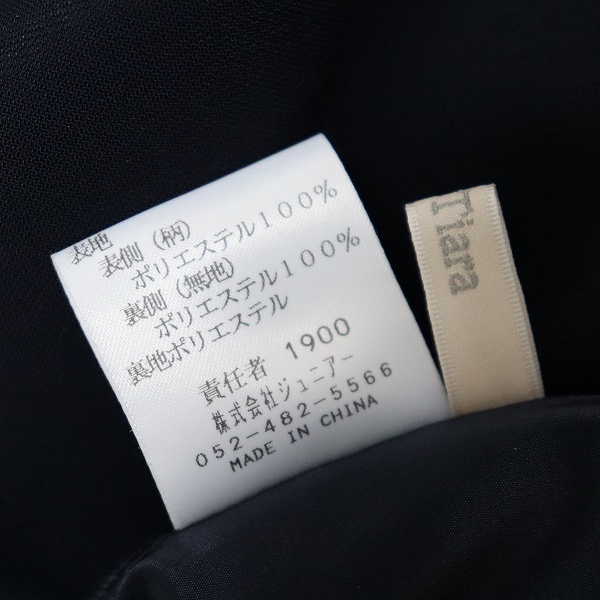 表地
表側(柄)
ポリエステル100%
裏側(無地)
ポリエステル100%
裏地ポリエステル
責任者 1900
株式会社ジュニアー
052-482-5566
MADE IN CHINA
Tiara